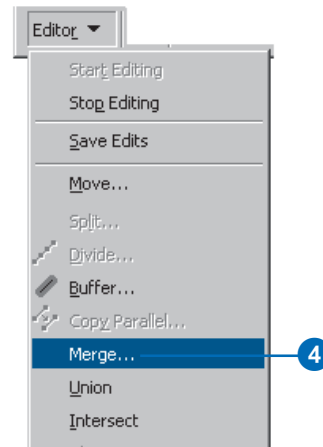 Editor
Start Editing
Stop Editing
Save Edits
Move...
Split...
Divide...
Buffer...
Copy Parallel...
Merge... 4
Union
Intersect